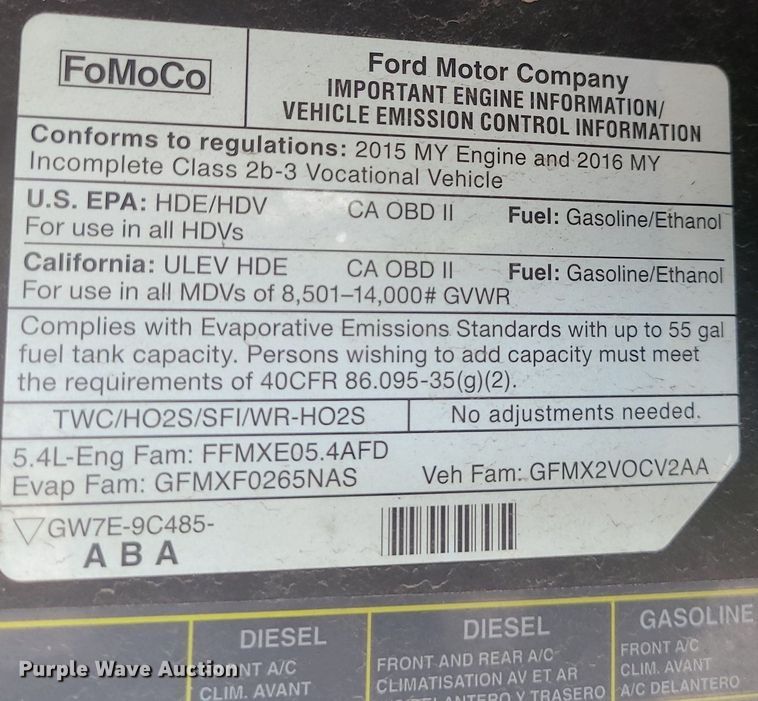 FoMoCo
Ford Motor Company
IMPORTANT ENGINE INFORMATION/
VEHICLE EMISSION CONTROL INFORMATION
Conforms to regulations: 2015 MY Engine and 2016 MY
Incomplete Class 2b-3 Vocational Vehicle
U.S. EPA: HDE/HDV CA OBD II Fuel: Gasoline/Ethanol
For use in all HDVs
California: ULEV HDE CA OBD II Fuel: Gasoline/Ethanol
For use in all MDVs of 8,501–14,000# GVWR
Complies with Evaporative Emissions Standards with up to 55 gal
fuel tank capacity. Persons wishing to add capacity must meet
the requirements of 40CFR 86.095-35(g)(2).
TWC/HO2S/SFI/WR-HO2S No adjustments needed.
5.4L-Eng Fam: FFMXE05.4AFD
Evap Fam: GFMXF0265NAS Veh Fam: GFMX2VOCV2AA
GW7E-9C485-
A B A
DIESEL
NT A/C
CLIM. AVANT
DIESEL
FRONT AND REAR A/C
CLIMATISATION AV ET AR
ANTERO Y TRASERO
GASOLINE
FRONT A/C
CLIM. AVANT
A/C DELANTERO
Purple Wave Auction